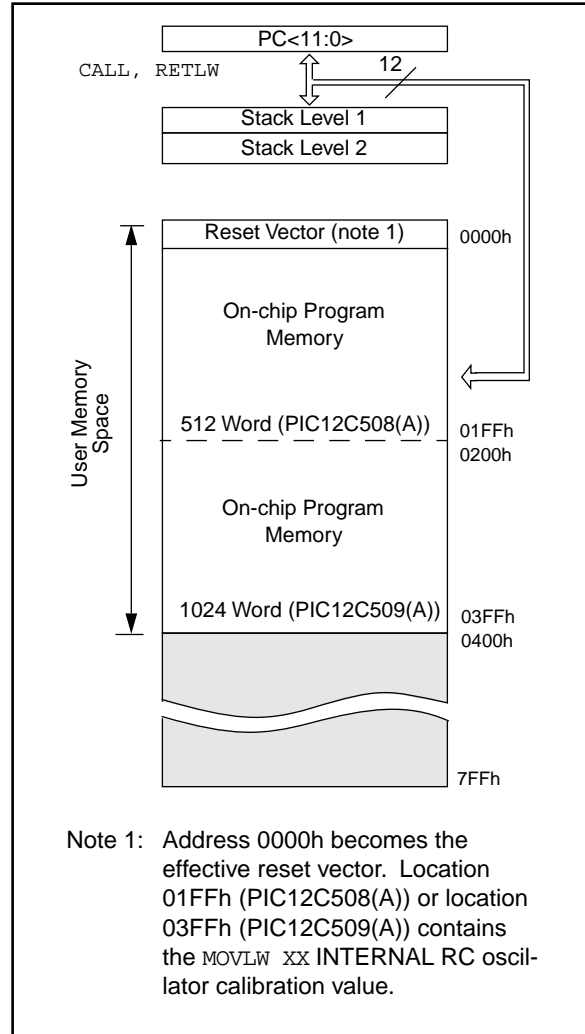 PC<11:0>
CALL, RETLW
12
Stack Level 1
Stack Level 2
Reset Vector (note 1)
0000h
On-chip Program
Memory
512 Word (PIC12C508(A))
01FFh
0200h
User Memory
Space
On-chip Program
Memory
1024 Word (PIC12C509(A))
03FFh
0400h
7FFh
Note 1: Address 0000h becomes the
effective reset vector. Location
01FFh (PIC12C508(A)) or location
03FFh (PIC12C509(A)) contains
the MOVLW XX INTERNAL RC oscil-
lator calibration value.